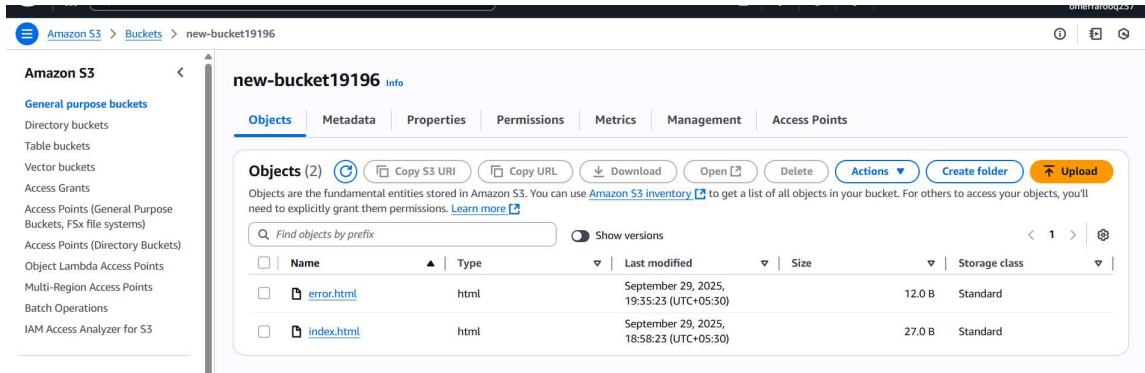 omerfarooq257
Amazon S3 > Buckets > new-bucket19196
Amazon S3
General purpose buckets
Directory buckets
Table buckets
Vector buckets
Access Grants
Access Points (General Purpose
Buckets, FSx file systems)
Access Points (Directory Buckets)
Object Lambda Access Points
Multi-Region Access Points
Batch Operations
IAM Access Analyzer for S3
new-bucket19196 Info
Objects Metadata Properties Permissions Metrics Management Access Points
Objects (2) Copy S3 URI Copy URL Download Open Delete Actions Create folder Upload
Objects are the fundamental entities stored in Amazon S3. You can use Amazon S3 inventory to get a list of all objects in your bucket. For others to access your objects, you'll
need to explicitly grant them permissions. Learn more
Find objects by prefix Show versions < 1 >
Name Type Last modified Size Storage class
error.html html September 29, 2025, 19:35:23 (UTC+05:30) 12.0 B Standard
index.html html September 29, 2025, 18:58:23 (UTC+05:30) 27.0 B Standard